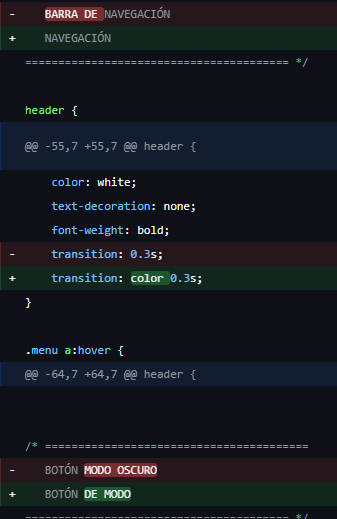 -    BARRA DE NAVEGACIÓN
+    NAVEGACIÓN
======================================== */
header {
@@ -55,7 +55,7 @@ header {
color: white;
text-decoration: none;
font-weight: bold;
-    transition: 0.3s;
+    transition: color 0.3s;
}
.menu a:hover {
@@ -64,7 +64,7 @@ header {
/* ========================================
-    BOTÓN MODO OSCURO
+    BOTÓN DE MODO
======================================== */